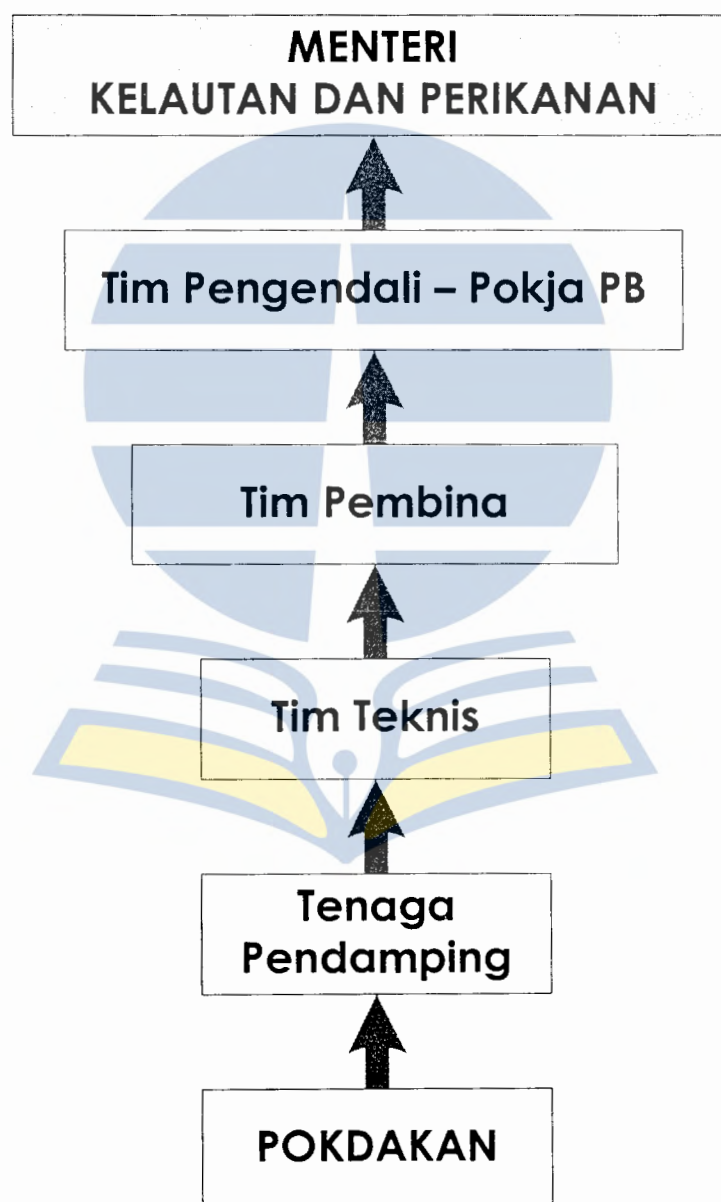 MENTERI
KELAUTAN DAN PERIKANAN
Tim Pengendali – Pokja PB
Tim Pembina
Tim Teknis
Tenaga
Pendamping
POKDAKAN